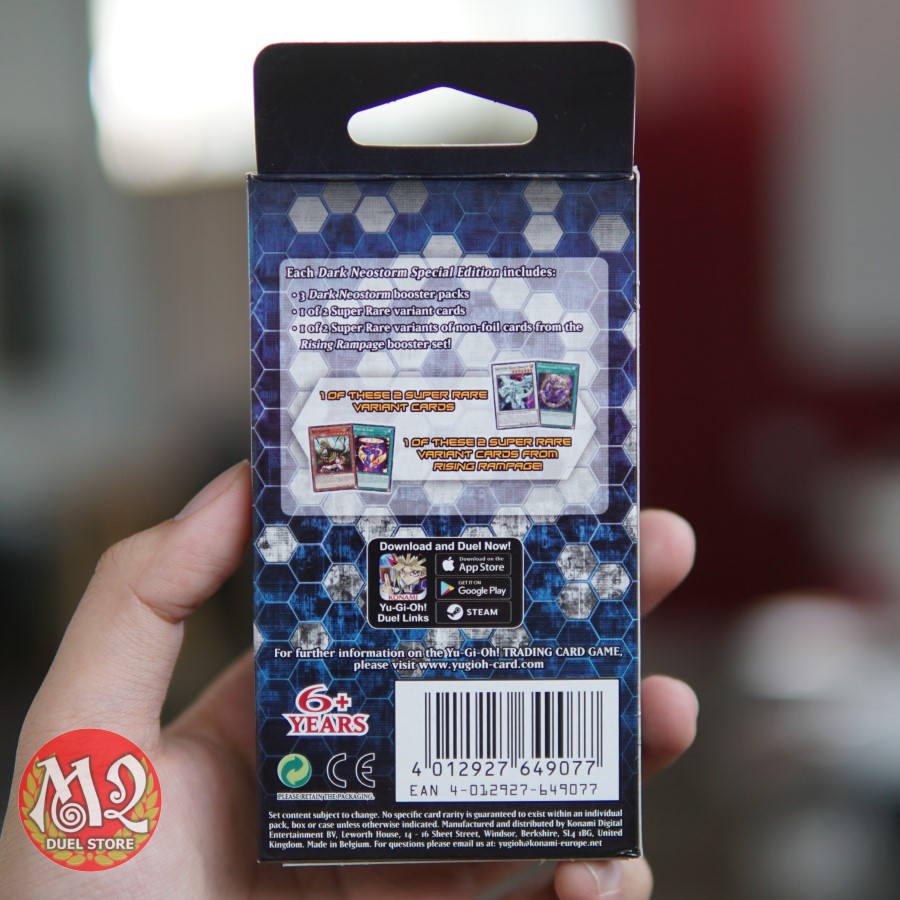 Each Dark Neostorm Special Edition includes:
• 3 Dark Neostorm booster packs
• 1 of 2 Super Rare variant cards
• 1 of 2 Super Rare variants of non-foil cards from the
Rising Rampage booster set!
1 OF THESE 2 SUPER RARE
VARIANT CARDS
1 OF THESE 2 SUPER RARE
VARIANT CARDS FROM
RISING RAMPAGE!
Download and Duel Now!
KONAMI
Yu-Gi-Oh!
Duel Links
Download on the
App Store
GET IT ON
Google Play
STEAM
For further information on the Yu-Gi-Oh! TRADING CARD GAME,
please visit www.yugioh-card.com
6+
YEARS
CE
PLEASE RETAIN THE PACKAGING.
4 012927 649077
EAN 4-012927-649077
Set content subject to change. No specific card rarity is guaranteed to exist within an individual
pack, box or case unless otherwise indicated. Manufactured and distributed by Konami Digital
Entertainment BV, Leworth House, 14 - 16 Sheet Street, Windsor, Berkshire, SL4 1BG, United
Kingdom. Made in Belgium. For questions please email us at: yugioh@konami-europe.net
M2
DUEL STORE